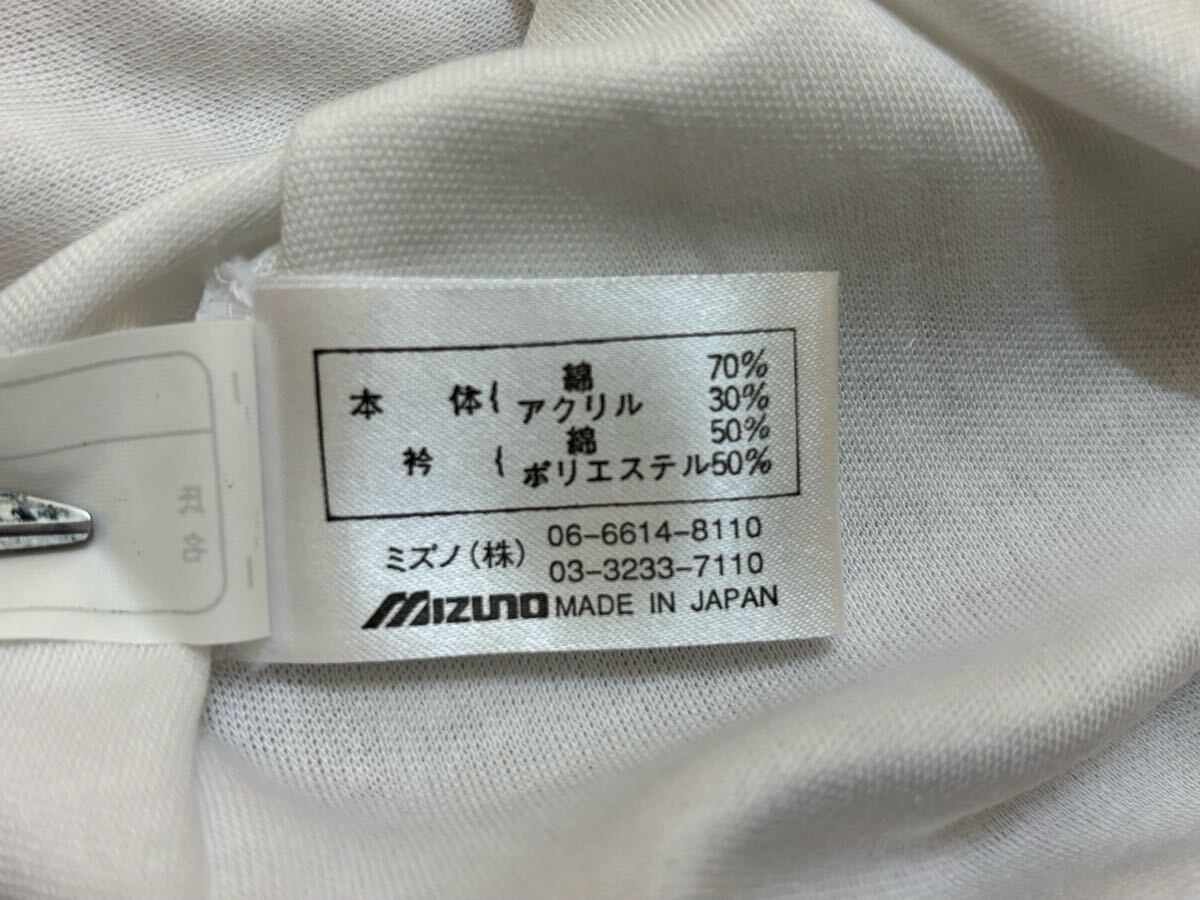 本 体{ 綿 70%
アクリル 30%
衿 { 綿 50%
ポリエステル50%
ミズノ(株) 06-6614-8110
03-3233-7110
MIZUNO MADE IN JAPAN
氏名